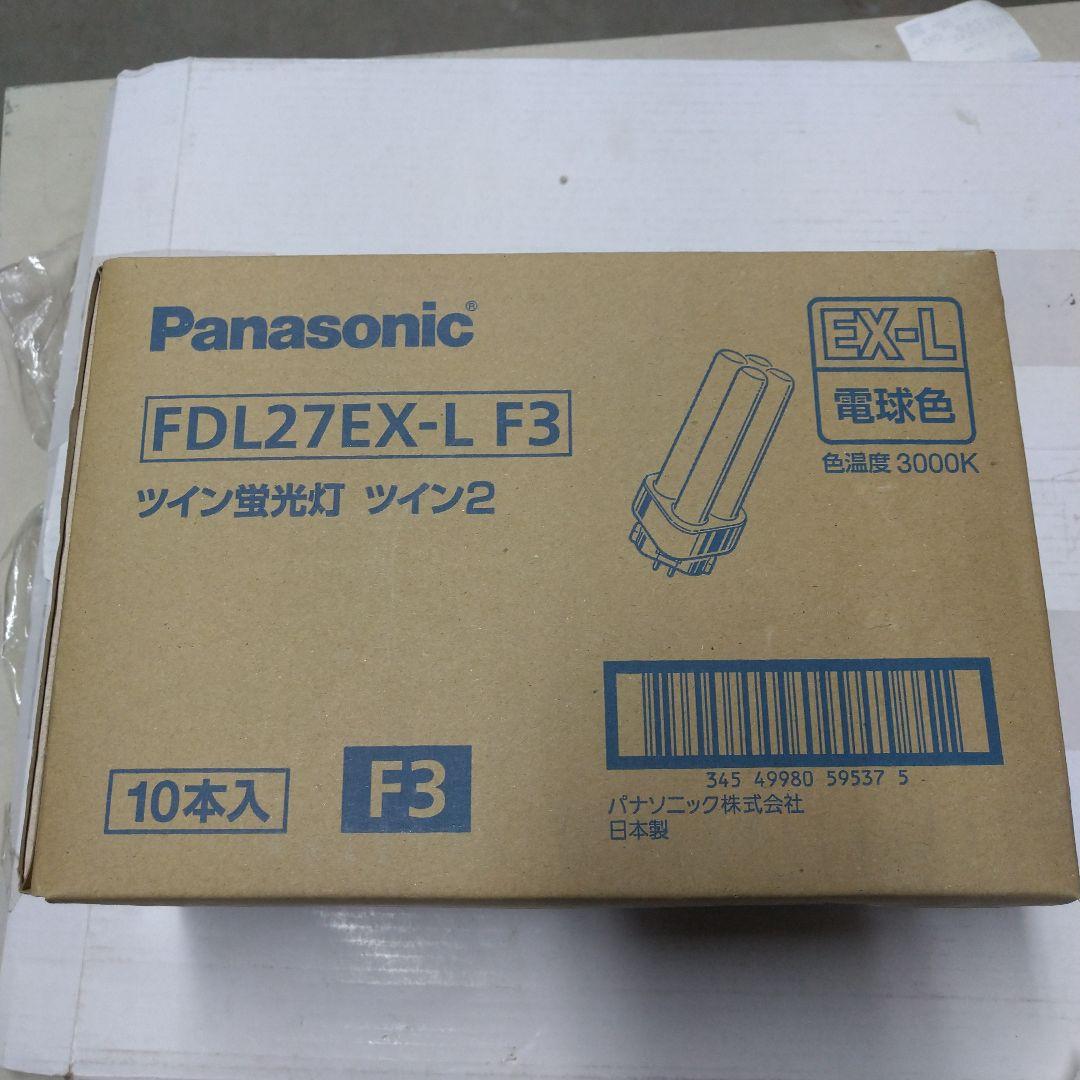 Panasonic®
FDL27EX-L F3
ツイン蛍光灯 ツイン2
EX-L
電球色
色温度 3000K
10本入
F3
345 49980 59537 5
パナソニック株式会社
日本製